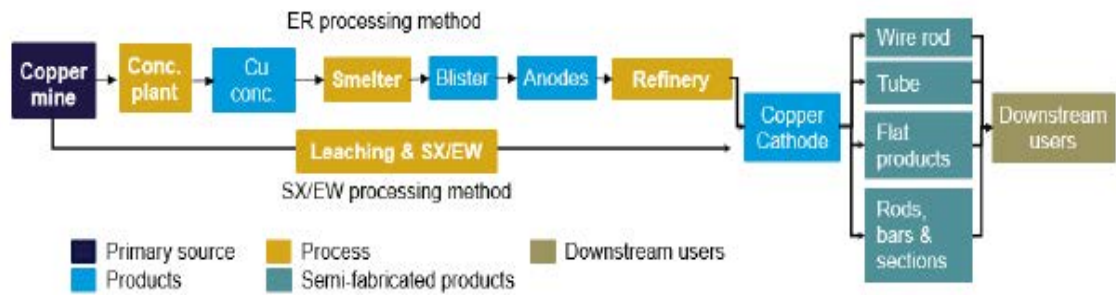 ER processing method
Copper
mine
Conc.
plant
Cu
conc.
Smelter
Blister
Anodes
Refinery
Copper
Cathode
Wire rod
Tube
Flat
products
Rods,
bars &
sections
Downstream
users
Leaching & SX/EW
SX/EW processing method
Primary source
Process
Downstream users
Products
Semi-fabricated products